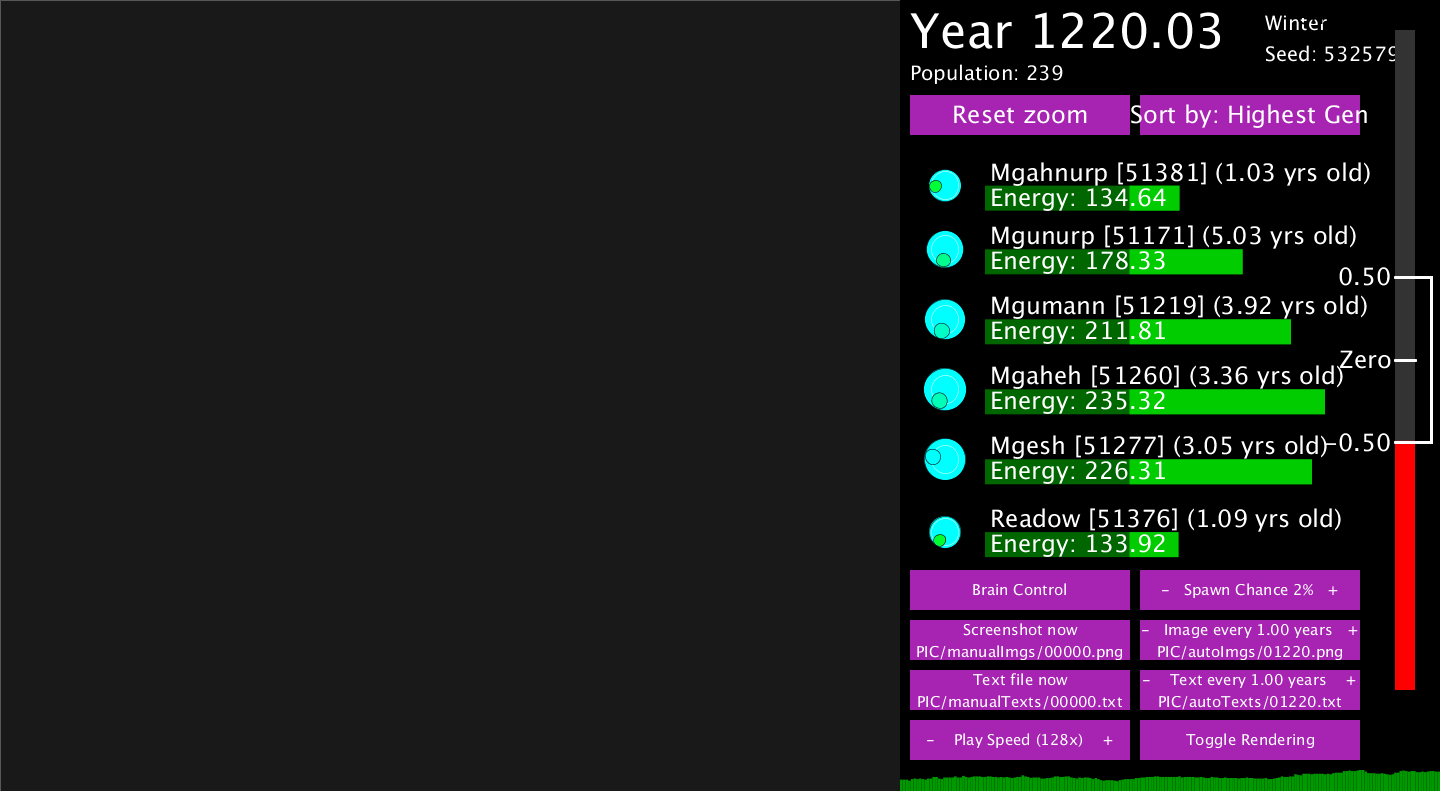 Year 1220.03
Winter
Seed: 532579
Population: 239
Reset zoom
Sort by: Highest Gen
Mgahnurp [51381] (1.03 yrs old)
Energy: 134.64
Mgunurp [51171] (5.03 yrs old)
Energy: 178.33
0.50
Mgumann [51219] (3.92 yrs old)
Energy: 211.81
Zero
Mgaheh [51260] (3.36 yrs old)
Energy: 235.32
Mgesh [51277] (3.05 yrs old)
-0.50
Energy: 226.31
Readow [51376] (1.09 yrs old)
Energy: 133.92
Brain Control
- Spawn Chance 2% +
Screenshot now
PIC/manualImgs/00000.png
- Image every 1.00 years +
PIC/autoImgs/01220.png
Text file now
PIC/manualTexts/00000.txt
- Text every 1.00 years +
PIC/autoTexts/01220.txt
- Play Speed (128x) +
Toggle Rendering